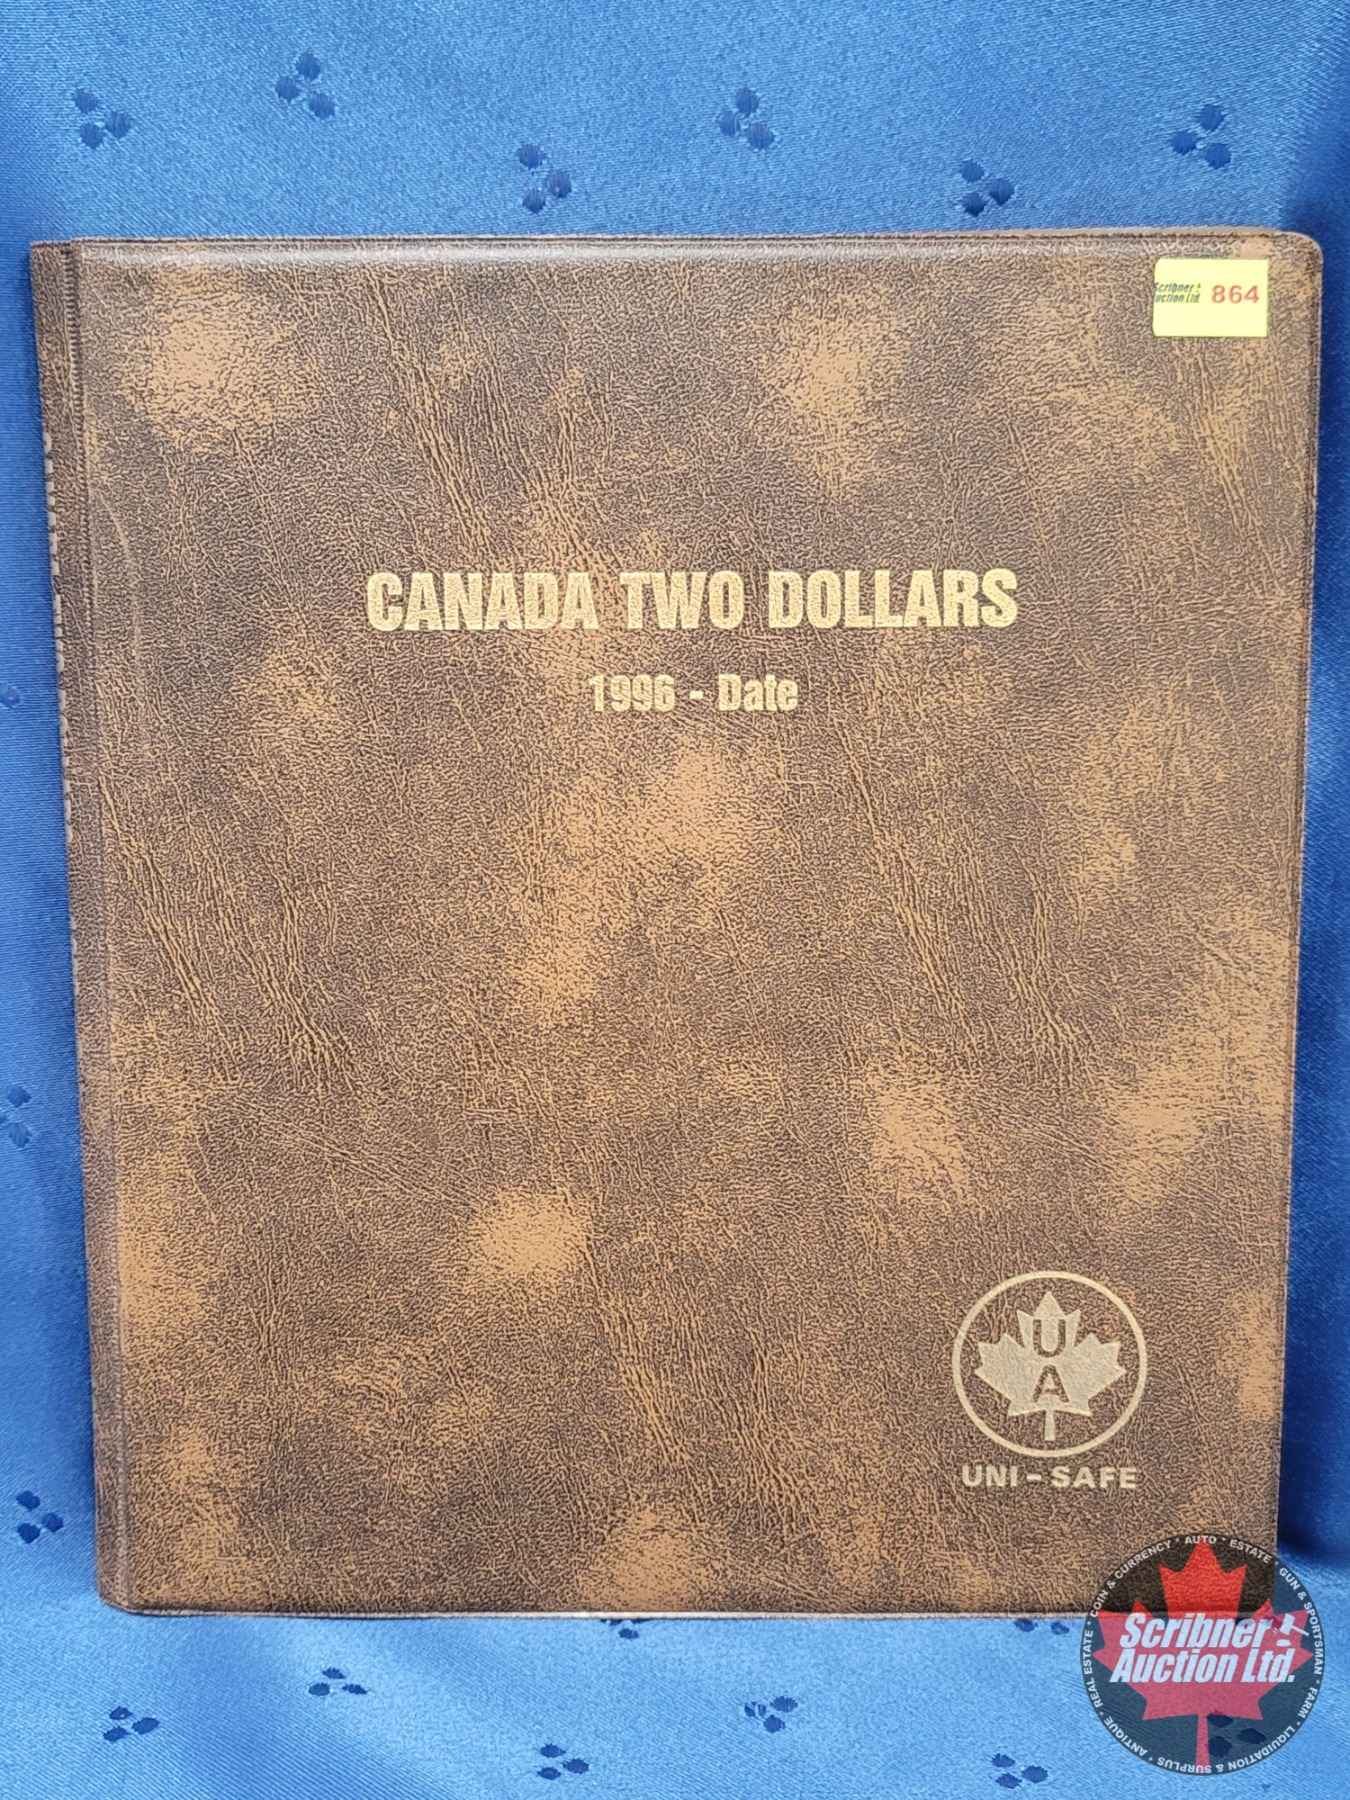 Scribner
Auction Ltd. 864
CANADA TWO DOLLARS
1996 - Date
U
A
UNI-SAFE
COIN & CURRENCY * AUTO * ESTATE * GUN & SPORTSMAN * FARM * LIQUIDATION & SURPLUS * ANTIQUE * REAL ESTATE *
Scribner
Auction Ltd.